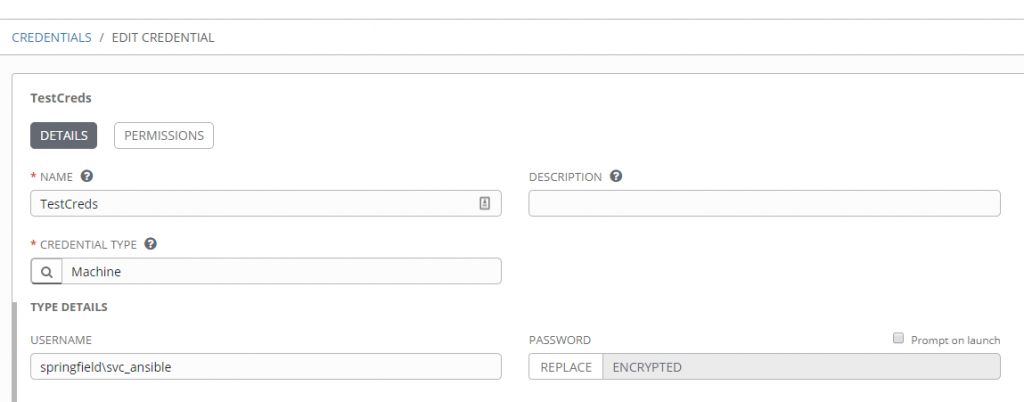 CREDENTIALS / EDIT CREDENTIAL
TestCreds
DETAILS PERMISSIONS
* NAME ? DESCRIPTION ?
TestCreds
* CREDENTIAL TYPE ?
Machine
TYPE DETAILS
USERNAME PASSWORD Prompt on launch
springfield\svc_ansible REPLACE ENCRYPTED